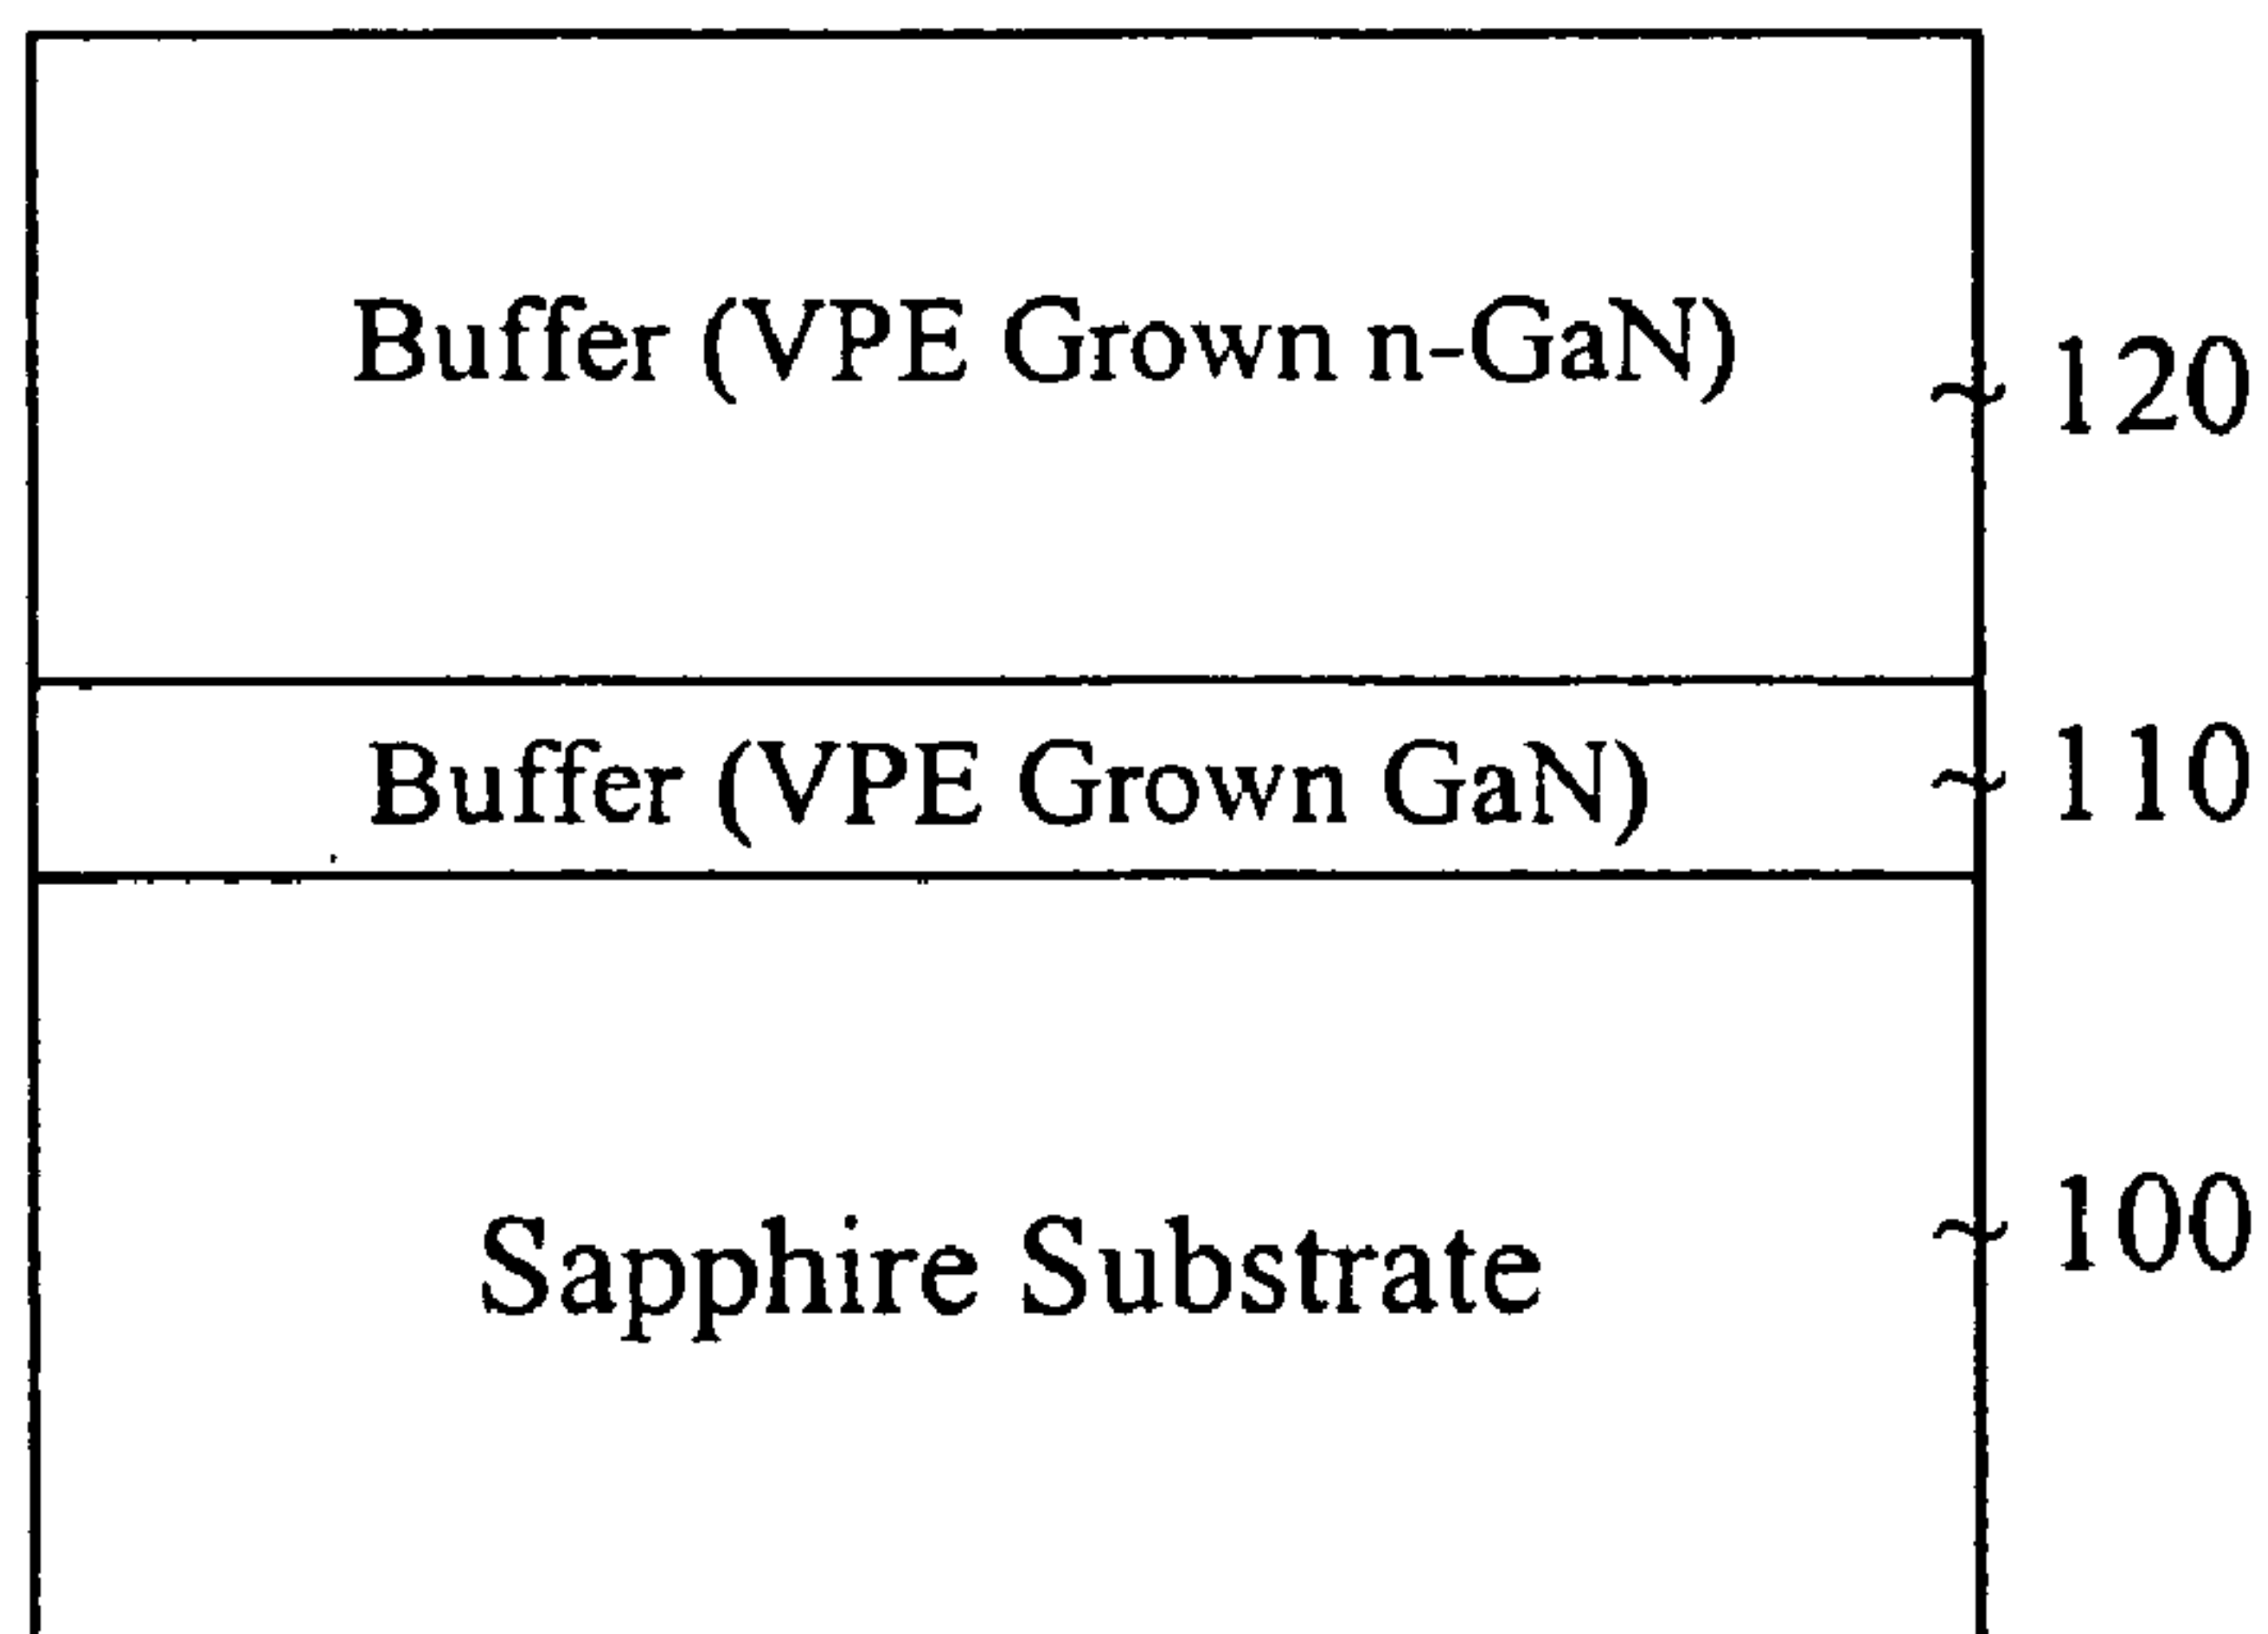 Buffer (VPE Grown n-GaN)
~ 120
Buffer (VPE Grown GaN)
~ 110
Sapphire Substrate
~ 100